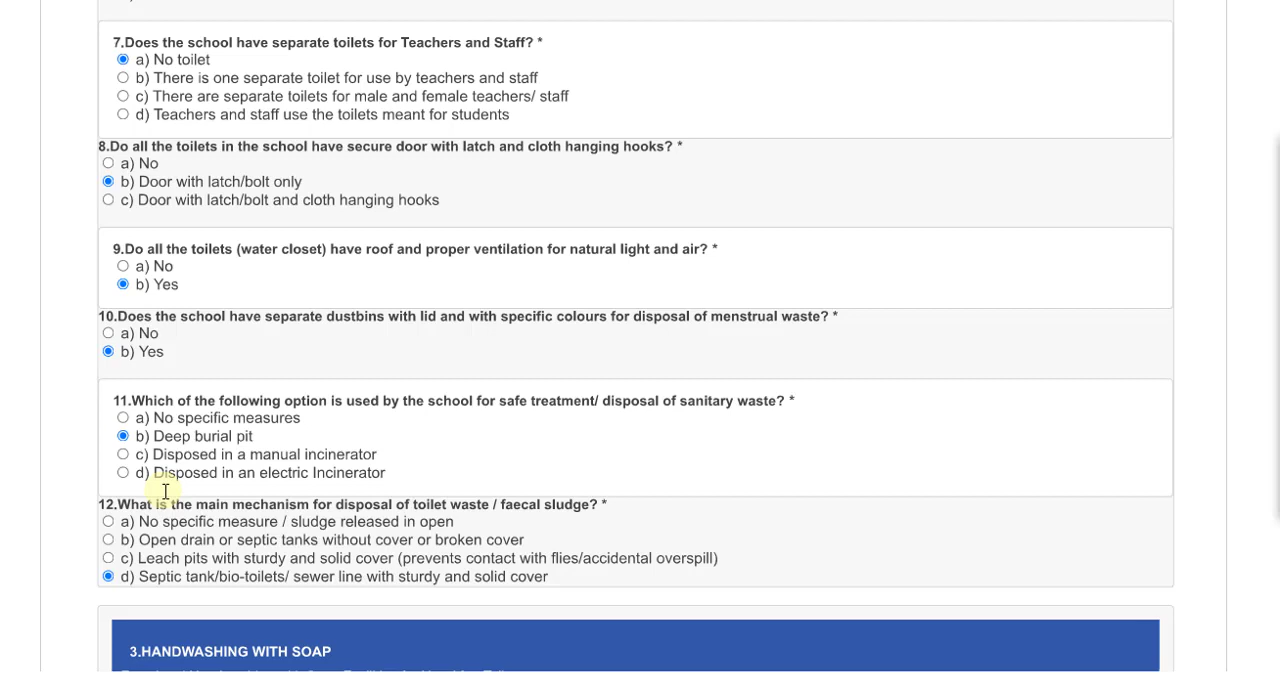 7.Does the school have separate toilets for Teachers and Staff? *
a) No toilet
b) There is one separate toilet for use by teachers and staff
c) There are separate toilets for male and female teachers/ staff
d) Teachers and staff use the toilets meant for students
8.Do all the toilets in the school have secure door with latch and cloth hanging hooks? *
a) No
b) Door with latch/bolt only
c) Door with latch/bolt and cloth hanging hooks
9.Do all the toilets (water closet) have roof and proper ventilation for natural light and air? *
a) No
b) Yes
10.Does the school have separate dustbins with lid and with specific colours for disposal of menstrual waste? *
a) No
b) Yes
11.Which of the following option is used by the school for safe treatment/ disposal of sanitary waste? *
a) No specific measures
b) Deep burial pit
c) Disposed in a manual incinerator
d) Disposed in an electric Incinerator
12.What is the main mechanism for disposal of toilet waste / faecal sludge? *
a) No specific measure / sludge released in open
b) Open drain or septic tanks without cover or broken cover
c) Leach pits with sturdy and solid cover (prevents contact with flies/accidental overspill)
d) Septic tank/bio-toilets/ sewer line with sturdy and solid cover
3.HANDWASHING WITH SOAP